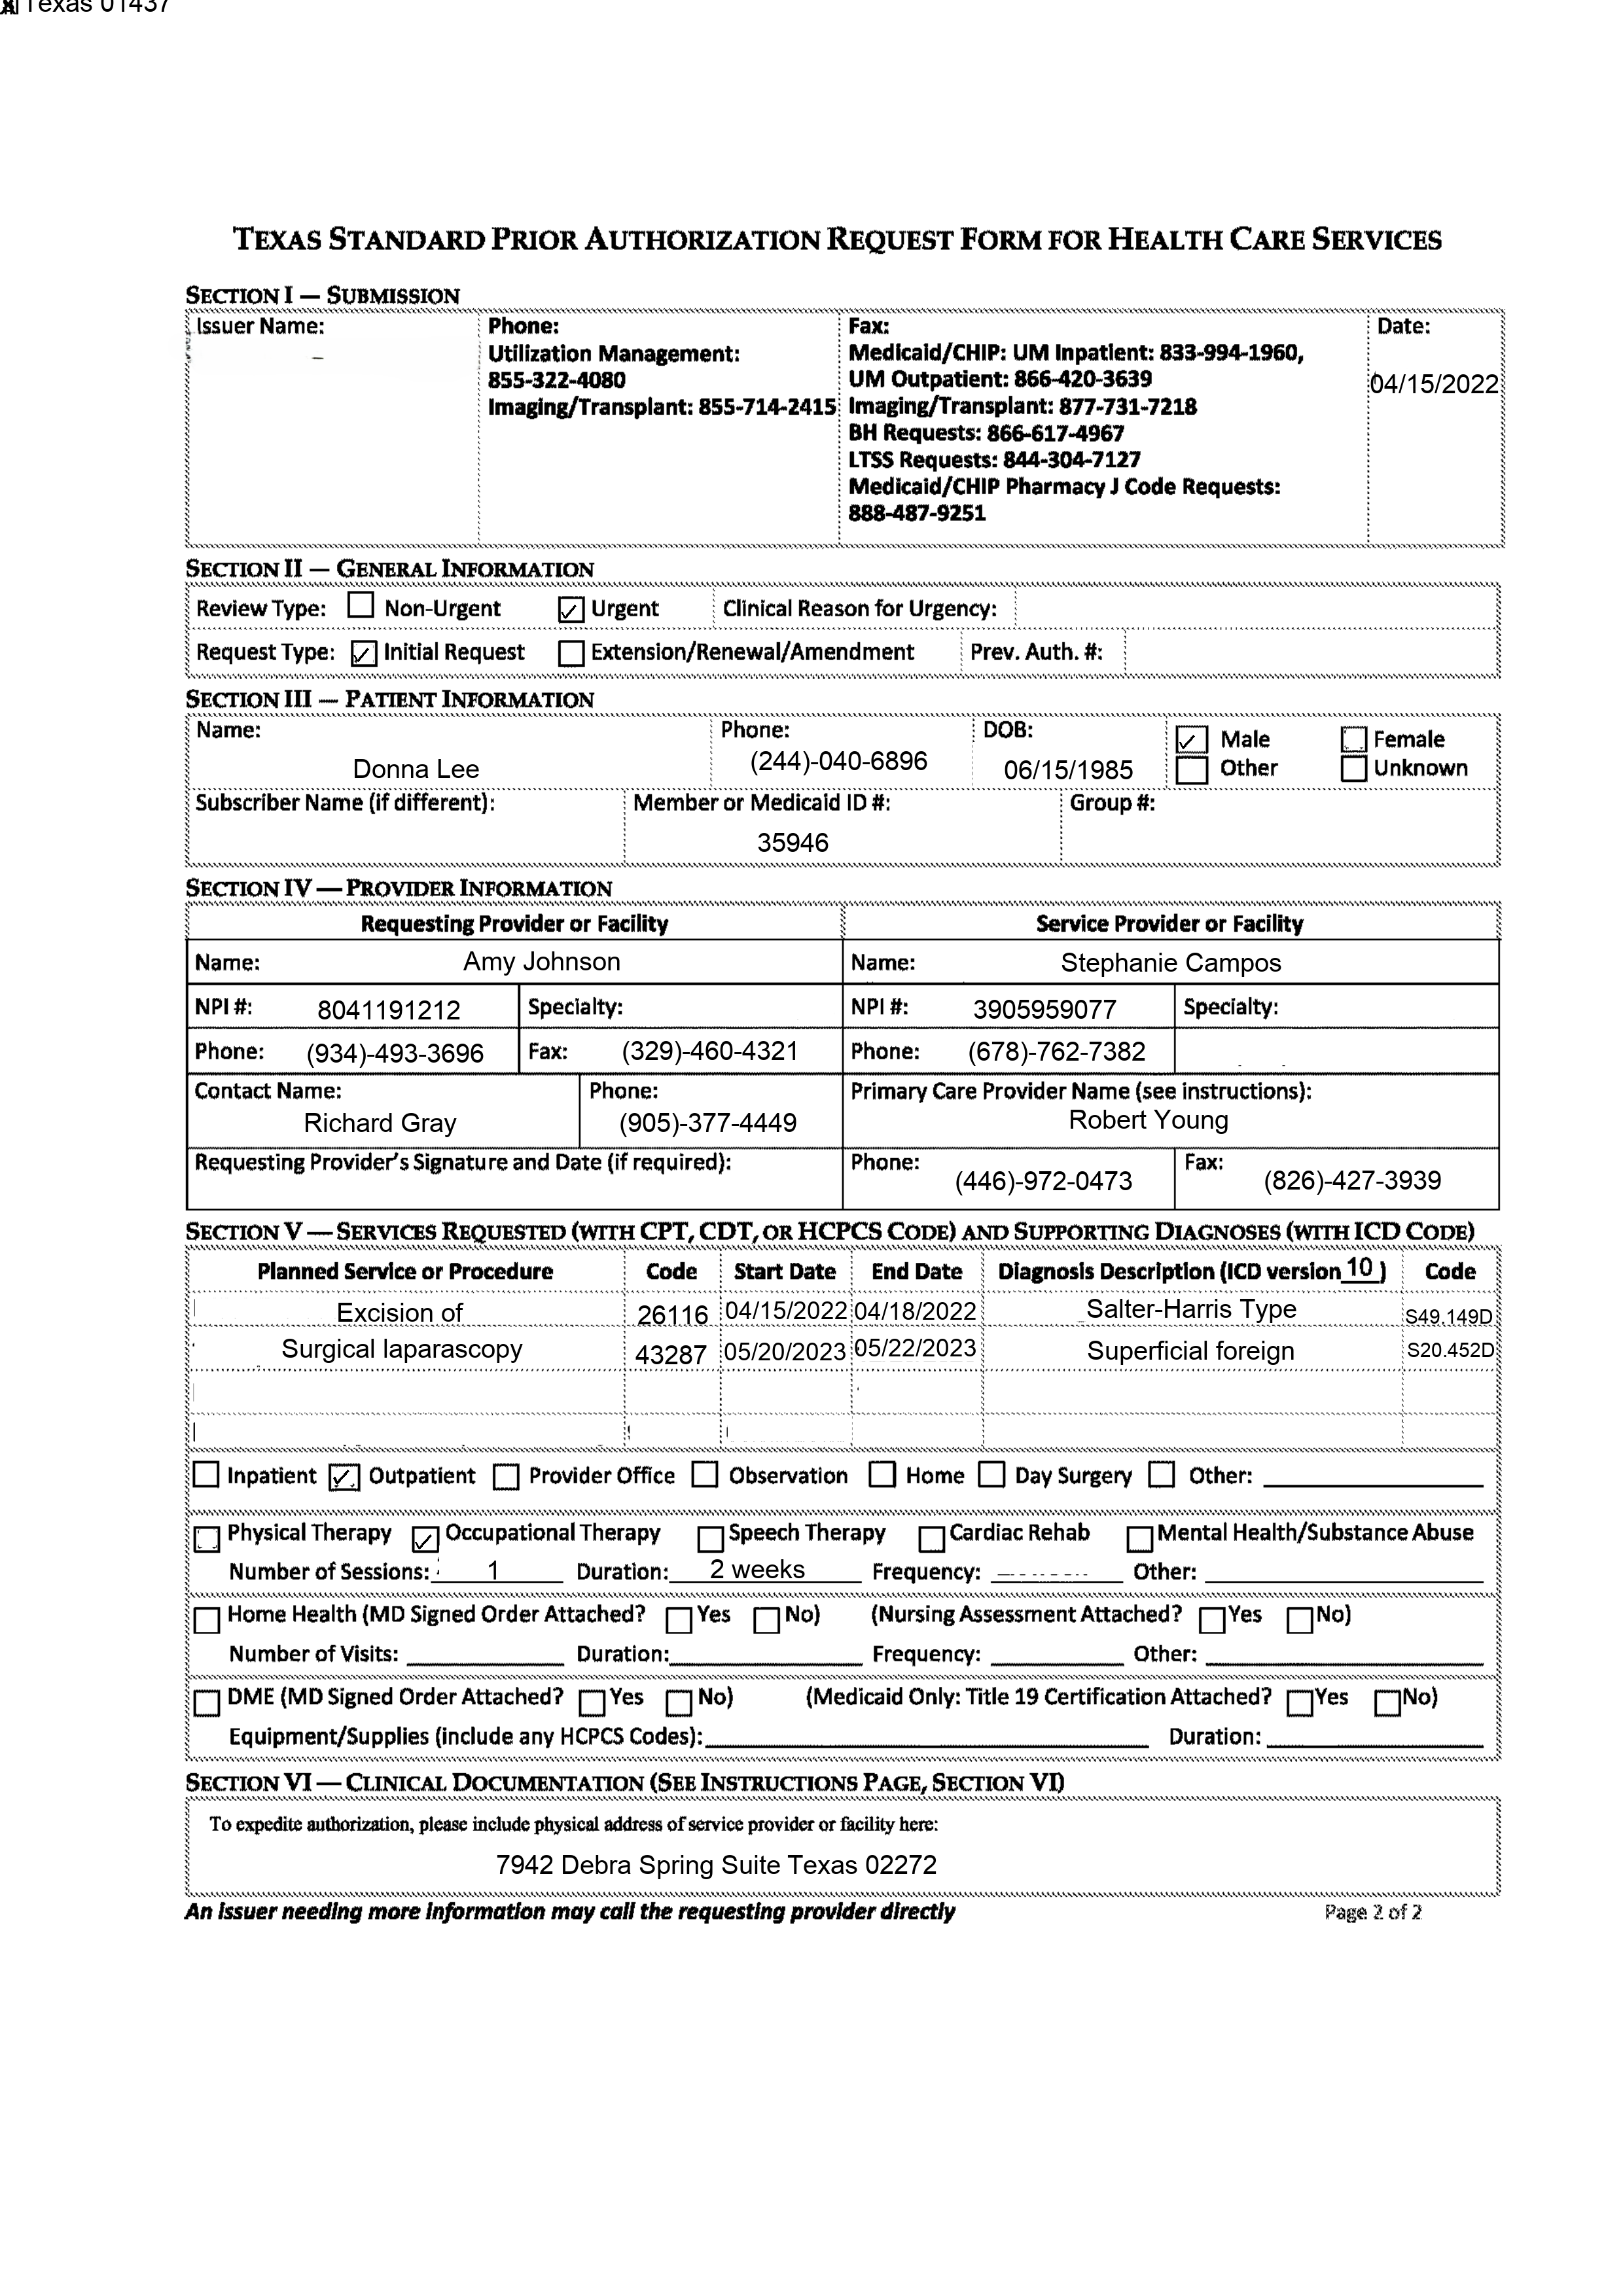 Texas 01437
TEXAS STANDARD PRIOR AUTHORIZATION REQUEST FORM FOR HEALTH CARE SERVICES
SECTION I — SUBMISSION
Issuer Name:
Phone:
Utilization Management:
855-322-4080
Imaging/Transplant: 855-714-2415
Fax:
Medicaid/CHIP: UM Inpatient: 833-994-1960,
UM Outpatient: 866-420-3639
Imaging/Transplant: 877-731-7218
BH Requests: 866-617-4967
LTSS Requests: 844-304-7127
Medicaid/CHIP Pharmacy J Code Requests:
888-487-9251
Date:
04/15/2022
SECTION II — GENERAL INFORMATION
Review Type: Non-Urgent Urgent Clinical Reason for Urgency:
Request Type: Initial Request Extension/Renewal/Amendment Prev. Auth. #:
SECTION III — PATIENT INFORMATION
Name: Donna Lee
Phone: (244)-040-6896
DOB: 06/15/1985
Male Female
Other Unknown
Subscriber Name (if different):
Member or Medicaid ID #: 35946
Group #:
SECTION IV — PROVIDER INFORMATION
Requesting Provider or Facility Service Provider or Facility
Name: Amy Johnson Name: Stephanie Campos
NPI #: 8041191212 Specialty: NPI #: 3905959077 Specialty:
Phone: (934)-493-3696 Fax: (329)-460-4321 Phone: (678)-762-7382
Contact Name: Richard Gray
Phone: (905)-377-4449
Primary Care Provider Name (see instructions):
Robert Young
Requesting Provider's Signature and Date (if required):
Phone: (446)-972-0473 Fax: (826)-427-3939
SECTION V — SERVICES REQUESTED (WITH CPT, CDT, OR HCPCS CODE) AND SUPPORTING DIAGNOSES (WITH ICD CODE)
Planned Service or Procedure Code Start Date End Date Diagnosis Description (ICD version 10 ) Code
Excision of 26116 04/15/2022 04/18/2022 Salter-Harris Type S49.149D
Surgical laparascopy 43287 05/20/2023 05/22/2023 Superficial foreign S20.452D
Inpatient Outpatient Provider Office Observation Home Day Surgery Other:
Physical Therapy Occupational Therapy Speech Therapy Cardiac Rehab Mental Health/Substance Abuse
Number of Sessions: 1 Duration: 2 weeks Frequency: Other:
Home Health (MD Signed Order Attached? Yes No) (Nursing Assessment Attached? Yes No)
Number of Visits: Duration: Frequency: Other:
DME (MD Signed Order Attached? Yes No) (Medicaid Only: Title 19 Certification Attached? Yes No)
Equipment/Supplies (include any HCPCS Codes): Duration:
SECTION VI — CLINICAL DOCUMENTATION (SEE INSTRUCTIONS PAGE, SECTION VI)
To expedite authorization, please include physical address of service provider or facility here:
7942 Debra Spring Suite Texas 02272
An issuer needing more information may call the requesting provider directly
Page 2 of 2